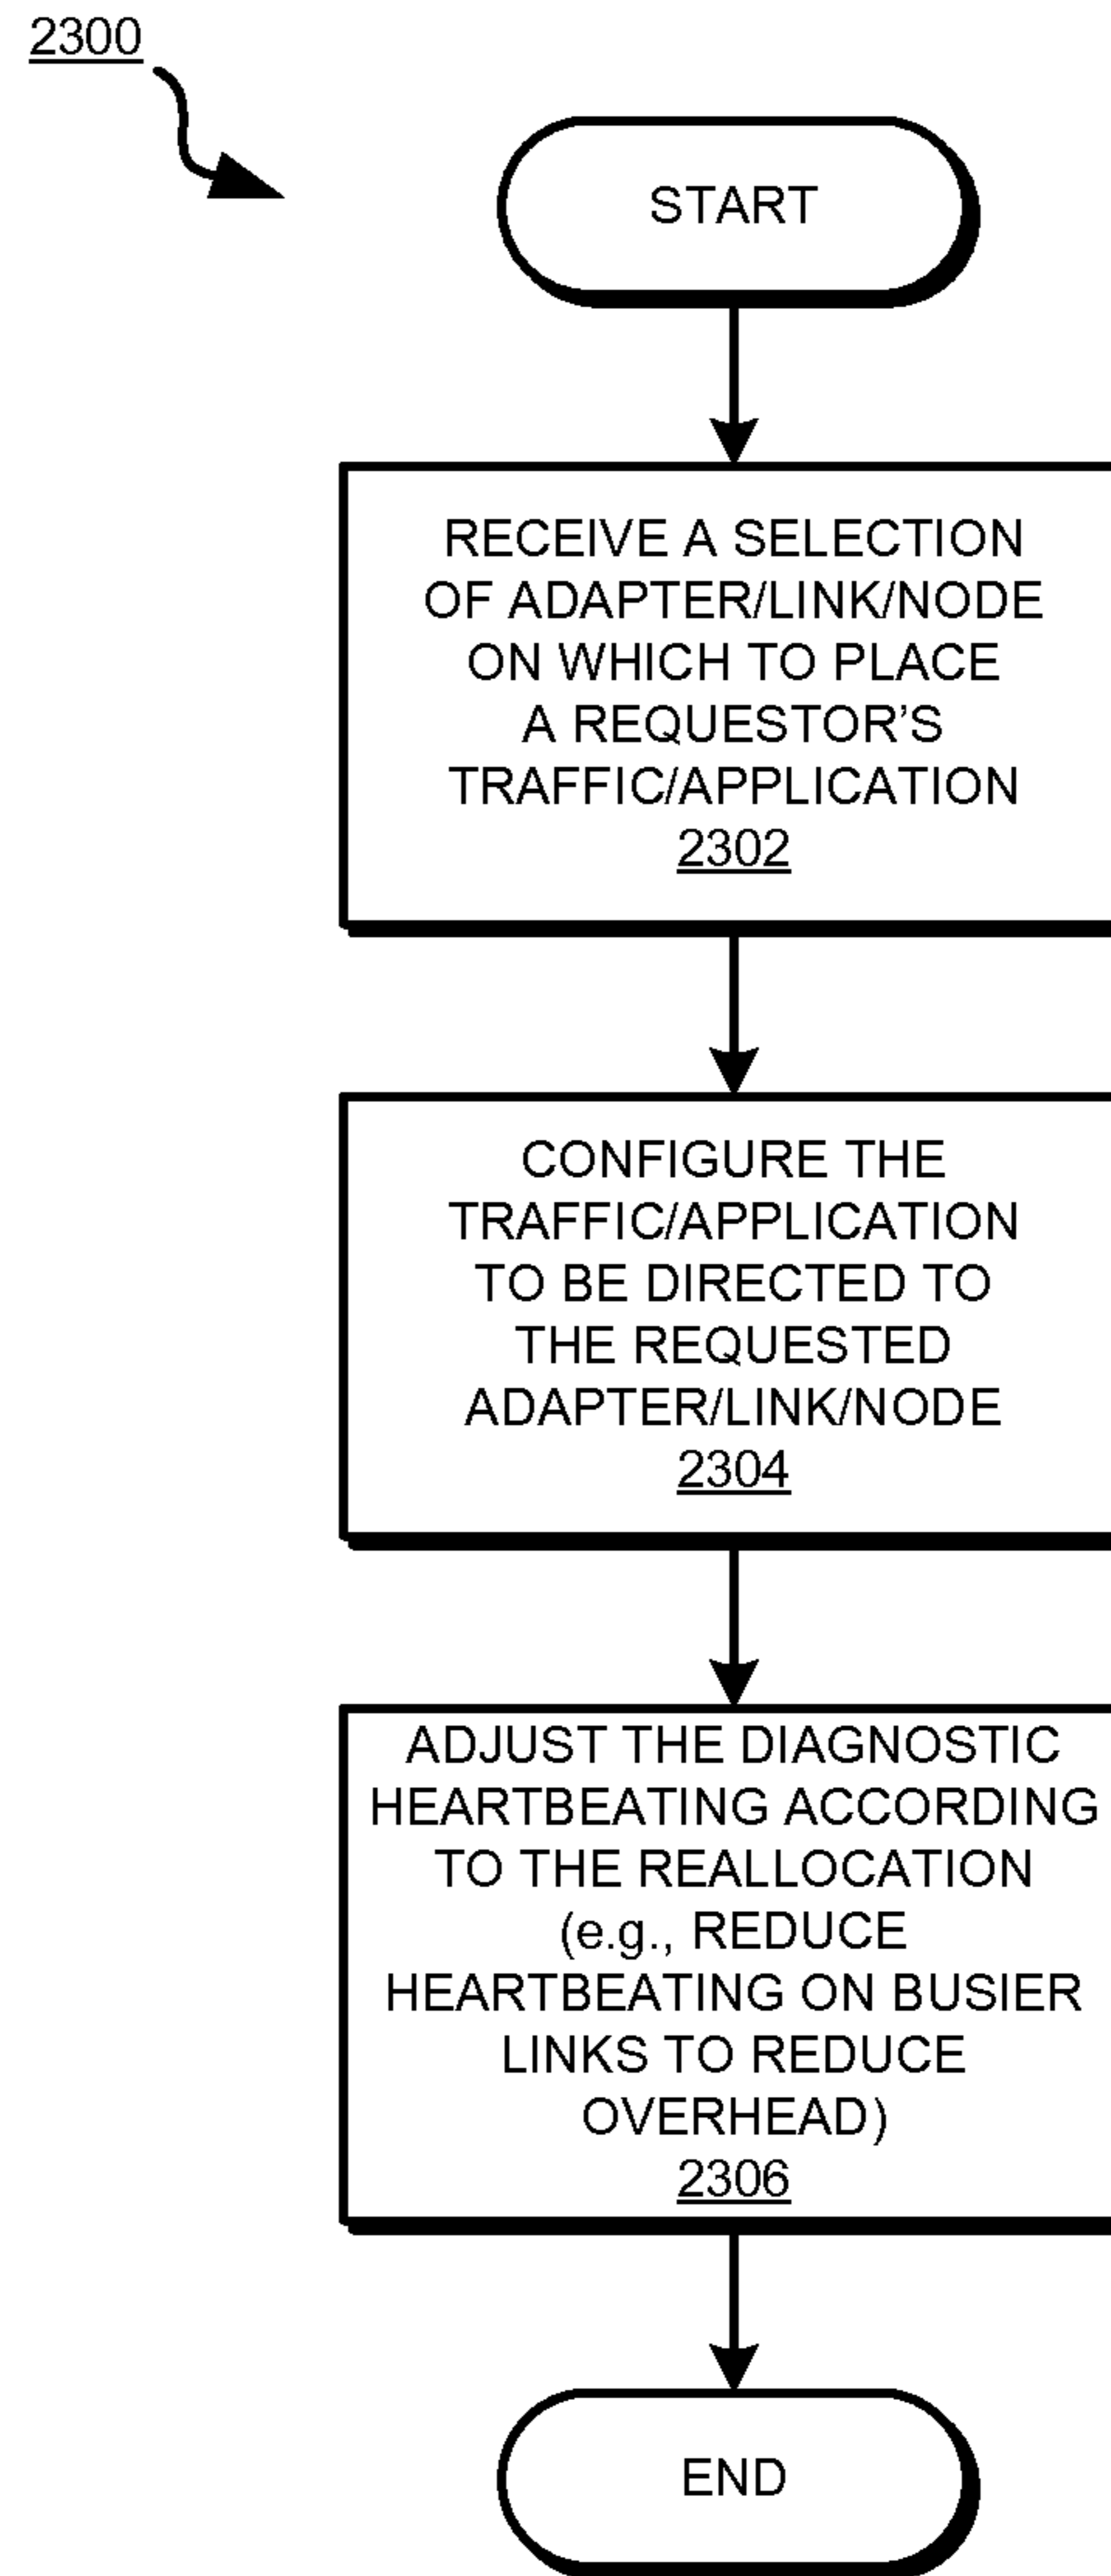 2300
START
RECEIVE A SELECTION
OF ADAPTER/LINK/NODE
ON WHICH TO PLACE
A REQUESTOR’S
TRAFFIC/APPLICATION
2302
CONFIGURE THE
TRAFFIC/APPLICATION
TO BE DIRECTED TO
THE REQUESTED
ADAPTER/LINK/NODE
2304
ADJUST THE DIAGNOSTIC
HEARTBEATING ACCORDING
TO THE REALLOCATION
(e.g., REDUCE
HEARTBEATING ON BUSIER
LINKS TO REDUCE
OVERHEAD)
2306
END